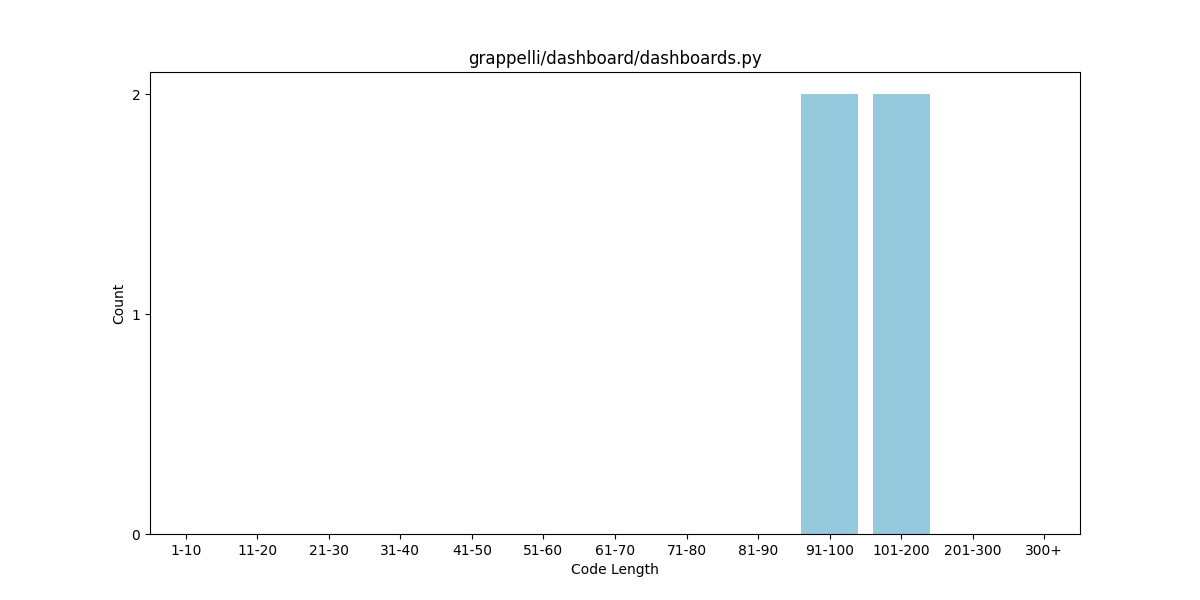 grappelli/dashboard/dashboards.py
2
1
0
Count
1-10 11-20 21-30 31-40 41-50 51-60 61-70 71-80 81-90 91-100 101-200 201-300 300+
Code Length